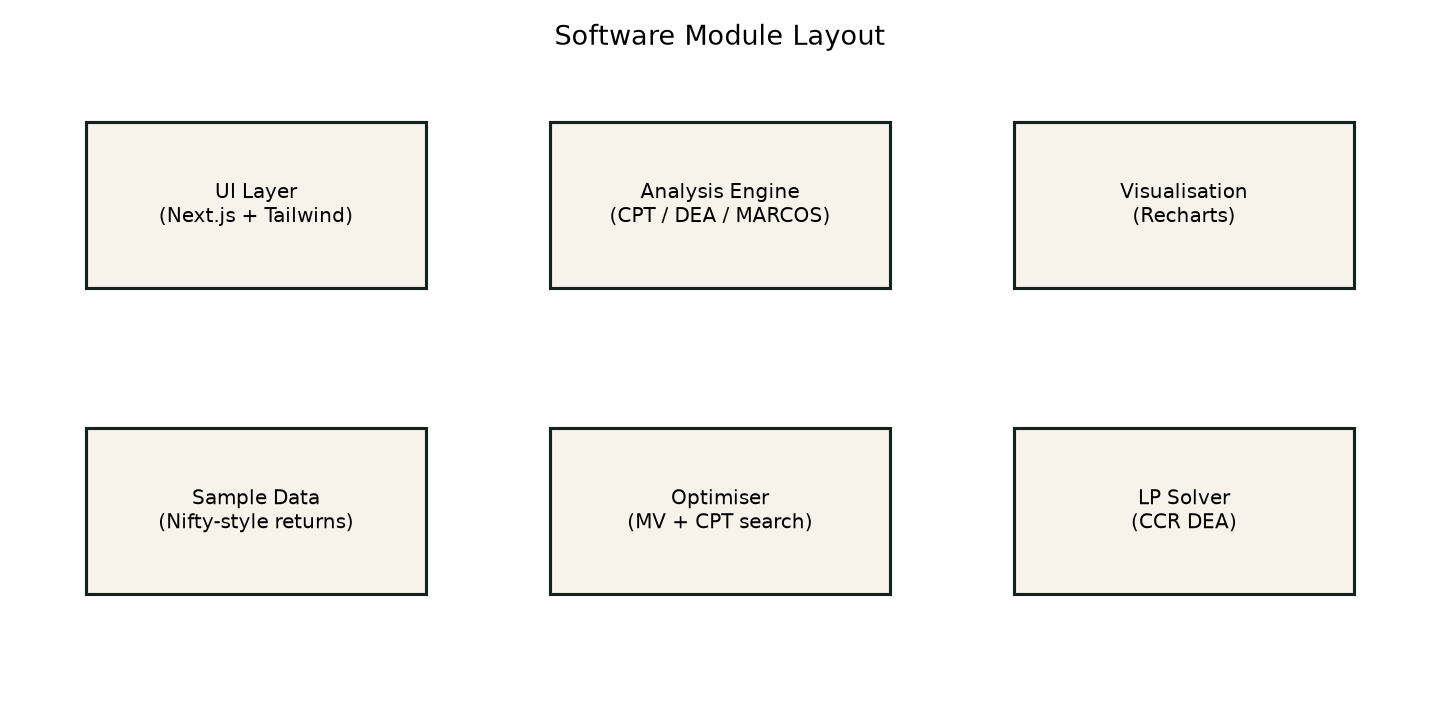 Software Module Layout
UI Layer
(Next.js + Tailwind)
Analysis Engine
(CPT / DEA / MARCOS)
Visualisation
(Recharts)
Sample Data
(Nifty-style returns)
Optimiser
(MV + CPT search)
LP Solver
(CCR DEA)